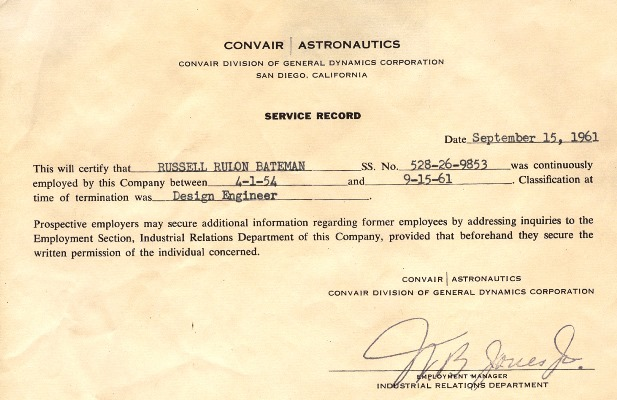 CONVAIR | ASTRONAUTICS
CONVAIR DIVISION OF GENERAL DYNAMICS CORPORATION
SAN DIEGO, CALIFORNIA
SERVICE RECORD
Date September 15, 1961
This will certify that RUSSELL RULON BATEMAN SS. No. 528-26-9853 was continuously
employed by this Company between 4-1-54 and 9-15-61. Classification at
time of termination was Design Engineer.
Prospective employers may secure additional information regarding former employees by addressing inquiries to the
Employment Section, Industrial Relations Department of this Company, provided that beforehand they secure the
written permission of the individual concerned.
CONVAIR | ASTRONAUTICS
CONVAIR DIVISION OF GENERAL DYNAMICS CORPORATION
W B Jones Jr.
EMPLOYMENT MANAGER
INDUSTRIAL RELATIONS DEPARTMENT